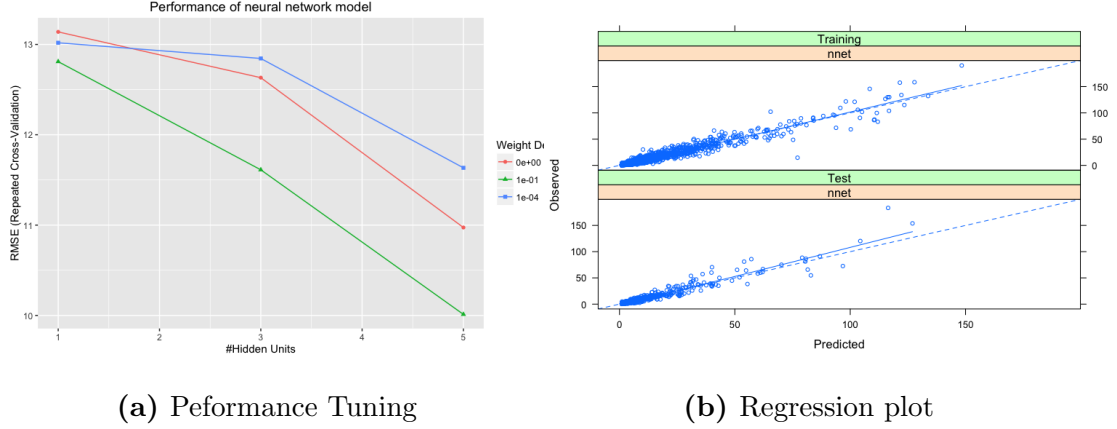 Performance of neural network model
13
12
11
10
RMSE (Repeated Cross-Validation)
1
2
3
4
5
#Hidden Units
Weight De
0e+00
1e-01
1e-04
Training
nnet
150
100
50
0
Test
nnet
150
100
50
0
Observed
0
50
100
150
Predicted
(a) Peformance Tuning
(b) Regression plot